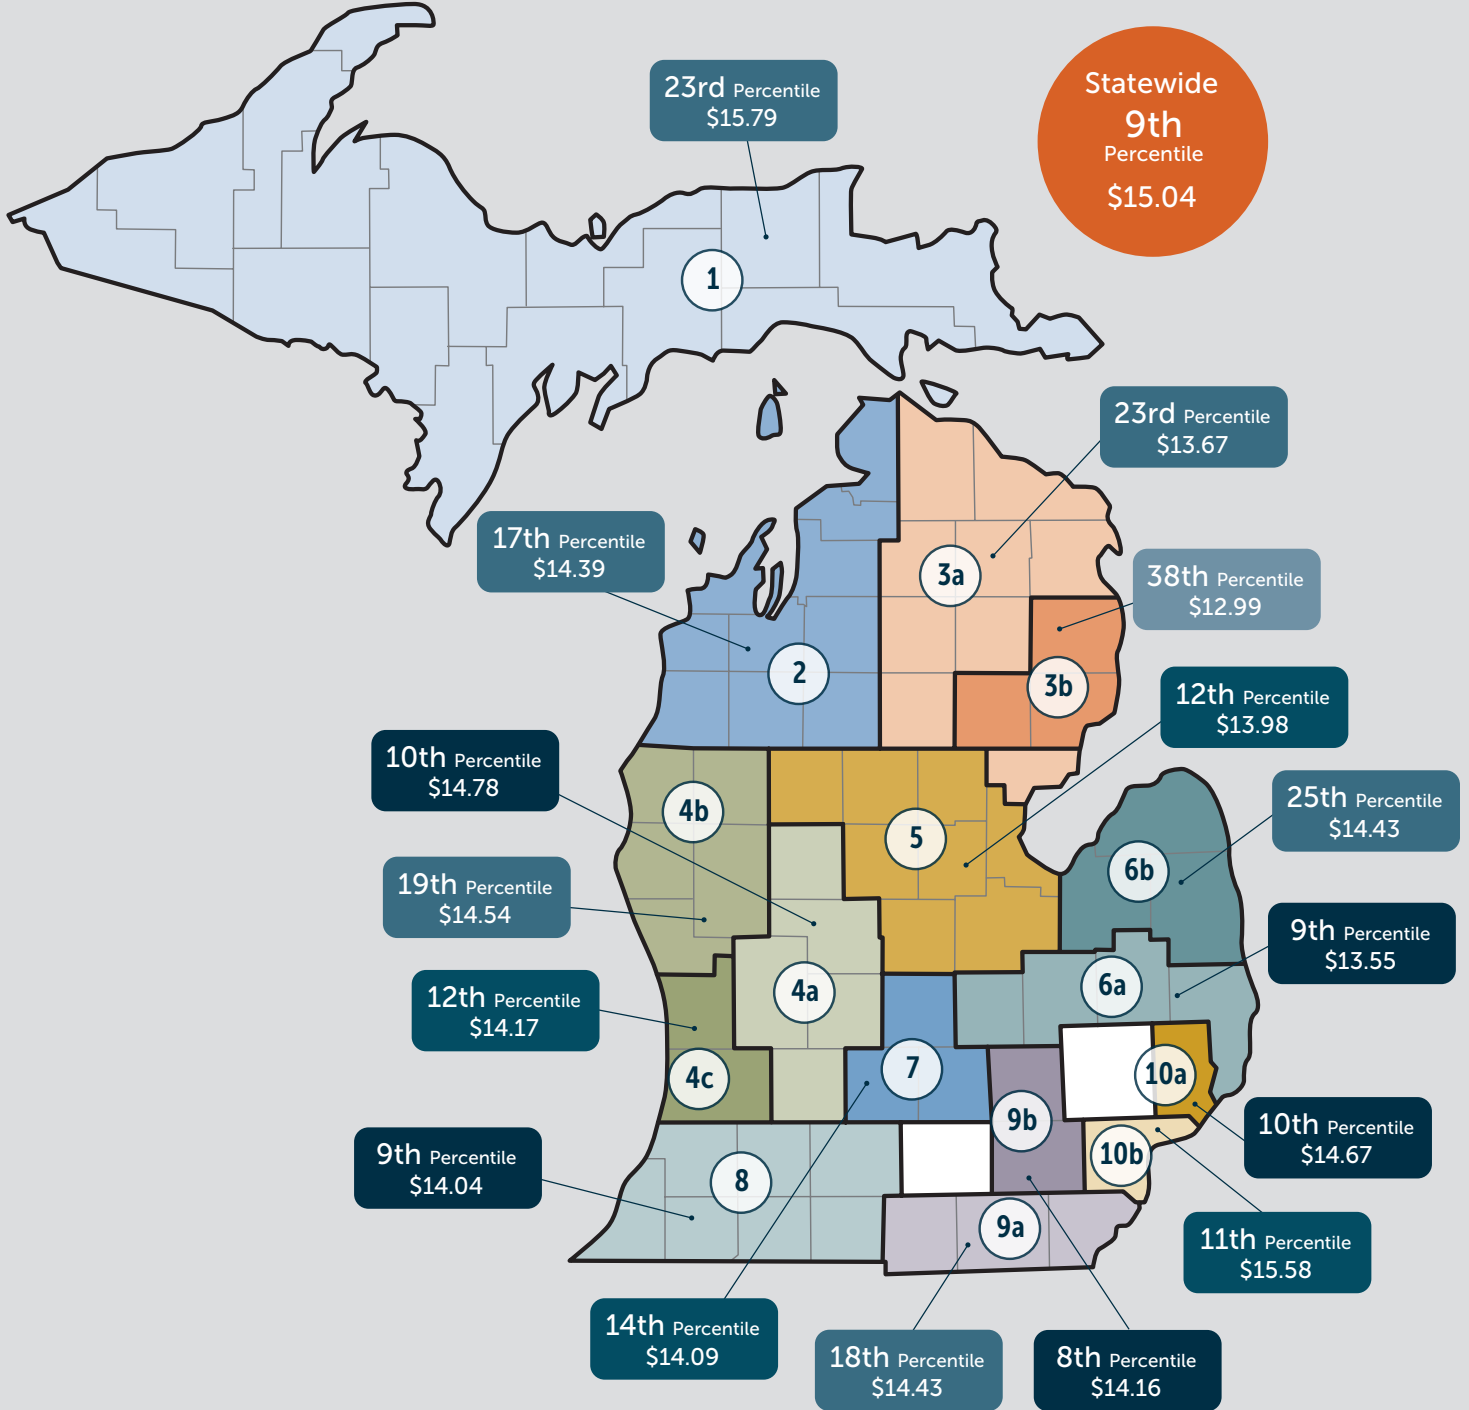 23rd Percentile
$15.79
Statewide
9th
Percentile
$15.04
1
23rd Percentile
$13.67
17th Percentile
$14.39
3a
38th Percentile
$12.99
2
3b
12th Percentile
$13.98
10th Percentile
$14.78
4b
5
25th Percentile
$14.43
6b
19th Percentile
$14.54
9th Percentile
$13.55
12th Percentile
$14.17
4a
6a
4c
7
10a
9b
10th Percentile
$14.67
9th Percentile
$14.04
8
10b
9a
11th Percentile
$15.58
14th Percentile
$14.09
18th Percentile
$14.43
8th Percentile
$14.16